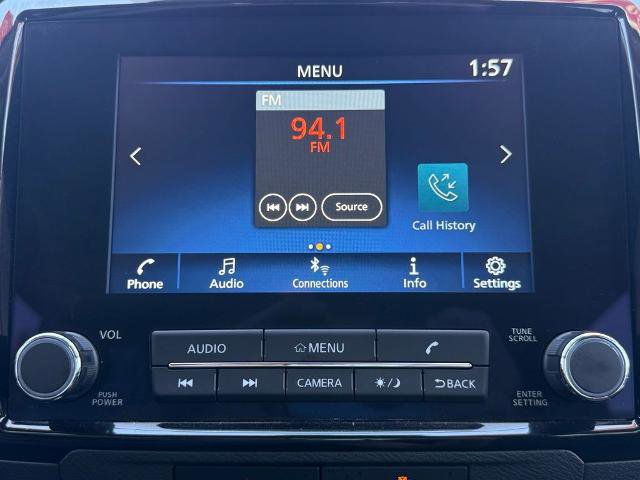 MENU
1:57
FM
94.1
FM
Source
Call History
Phone
Audio
Connections
Info
Settings
VOL
PUSH
POWER
AUDIO
MENU
TUNE
SCROLL
CAMERA
BACK
ENTER
SETTING